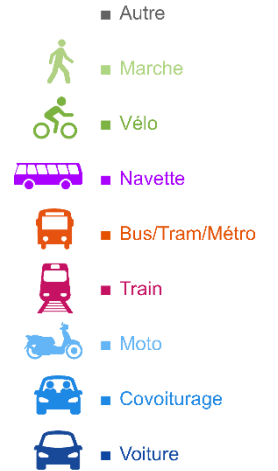 Autre
Marche
Vélo
Navette
Bus/Tram/Métro
Train
Moto
Covoiturage
Voiture